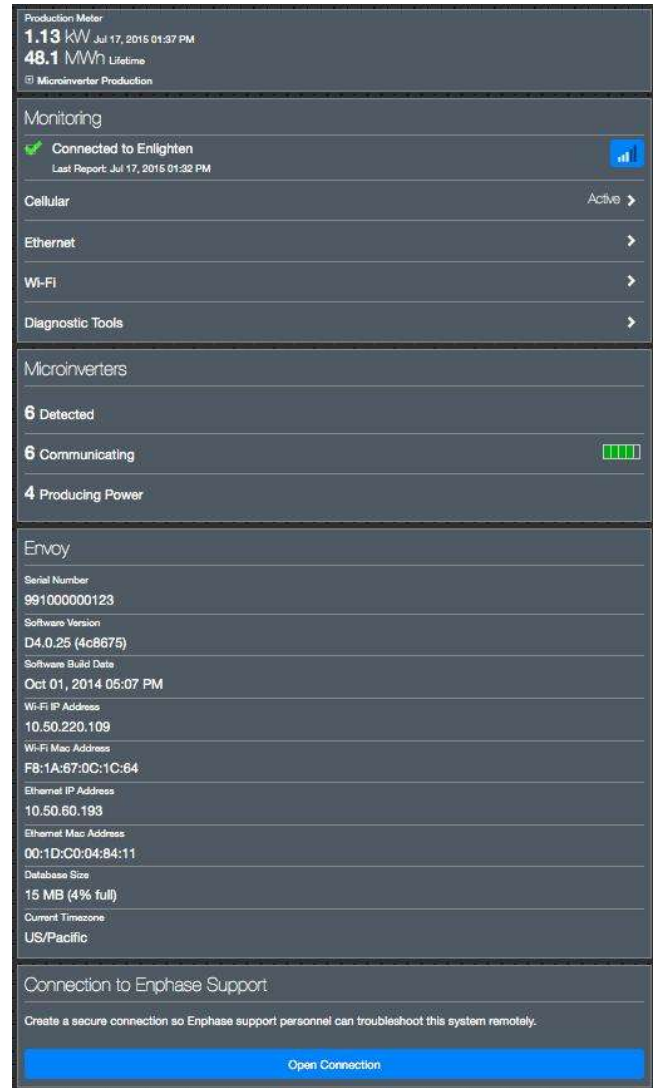 Production Meter
1.13 kW Jul 17, 2015 01:37 PM
48.1 MWh Lifetime
Microinverter Production
Monitoring
Connected to Enlighten
Last Report: Jul 17, 2015 01:32 PM
Cellular Active
Ethernet
Wi-Fi
Diagnostic Tools
Microinverters
6 Detected
6 Communicating
4 Producing Power
Envoy
Serial Number
991000000123
Software Version
D4.0.25 (4c8675)
Software Build Date
Oct 01, 2014 05:07 PM
Wi-Fi IP Address
10.50.220.109
Wi-Fi Mac Address
F8:1A:67:0C:1C:64
Ethernet IP Address
10.50.60.193
Ethernet Mac Address
00:1D:C0:04:84:11
Database Size
15 MB (4% full)
Current Timezone
US/Pacific
Connection to Enphase Support
Create a secure connection so Enphase support personnel can troubleshoot this system remotely.
Open Connection